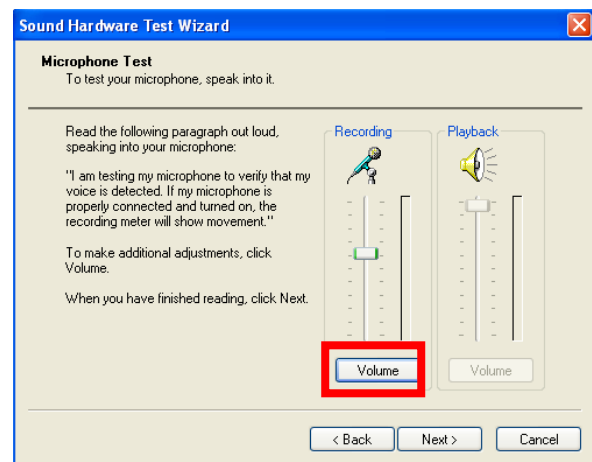 Sound Hardware Test Wizard
Microphone Test
To test your microphone, speak into it.
Read the following paragraph out loud,
speaking into your microphone:
"I am testing my microphone to verify that my
voice is detected. If my microphone is
properly connected and turned on, the
recording meter will show movement."
To make additional adjustments, click
Volume.
When you have finished reading, click Next.
Recording
Playback
Volume
Volume
< Back
Next >
Cancel